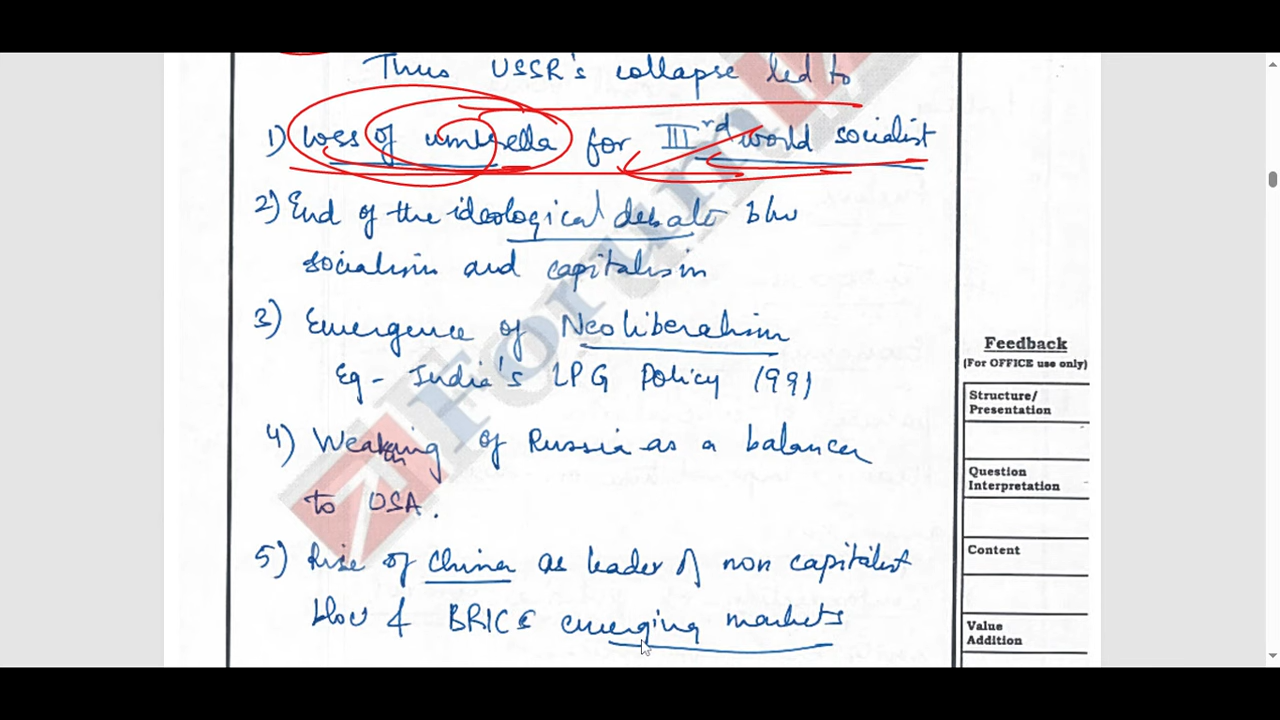 Thus USSR's collapse led to
1) Loss of umbrella for IIIrd world socialist
2) End of the ideological debate b/w
socialism and capitalism
3) Emergence of Neoliberalism
Eg - India's LPG Policy 1991
4) Weakning of Russia as a balancer
to USA.
5) Rise of China as leader of non capitalist
bloc & BRICS emerging markets
Forum
Feedback
(For OFFICE use only)
Structure/
Presentation
Question
Interpretation
Content
Value
Addition